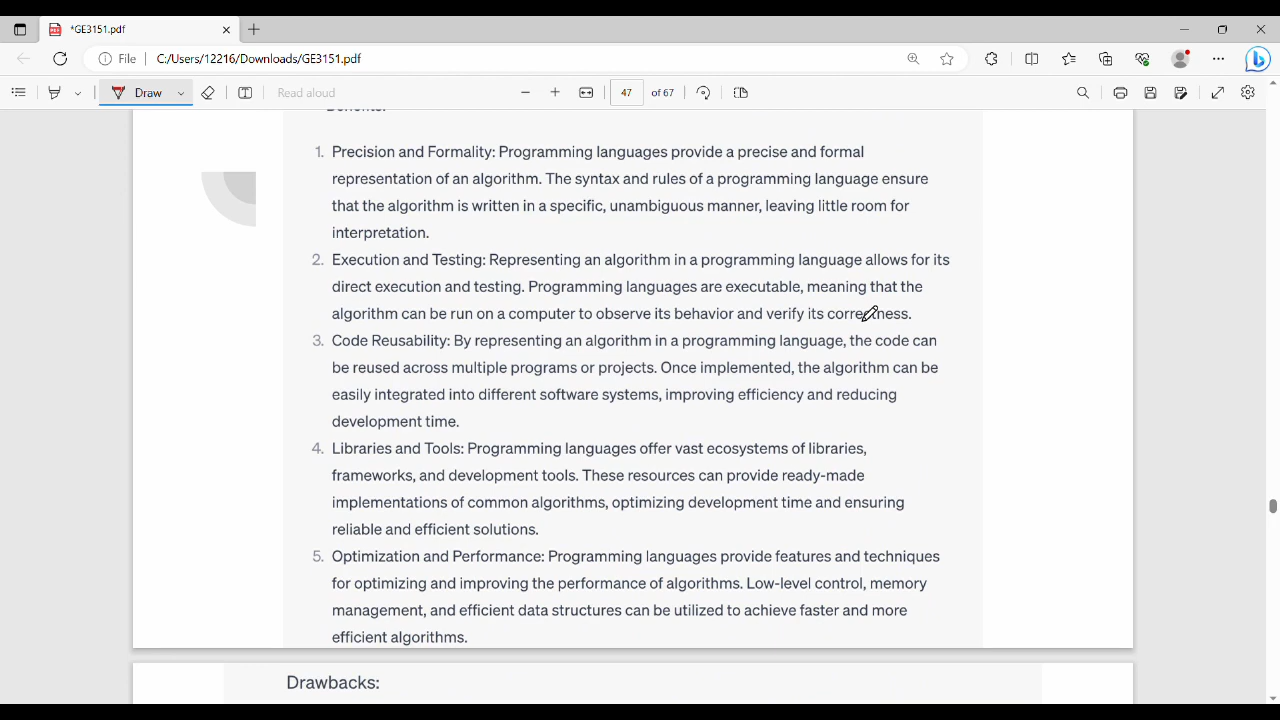 *GE3151.pdf
File
C:/Users/12216/Downloads/GE3151.pdf
Draw
Read aloud
47 of 67
Benefits:
1. Precision and Formality: Programming languages provide a precise and formal
representation of an algorithm. The syntax and rules of a programming language ensure
that the algorithm is written in a specific, unambiguous manner, leaving little room for
interpretation.
2. Execution and Testing: Representing an algorithm in a programming language allows for its
direct execution and testing. Programming languages are executable, meaning that the
algorithm can be run on a computer to observe its behavior and verify its correctness.
3. Code Reusability: By representing an algorithm in a programming language, the code can
be reused across multiple programs or projects. Once implemented, the algorithm can be
easily integrated into different software systems, improving efficiency and reducing
development time.
4. Libraries and Tools: Programming languages offer vast ecosystems of libraries,
frameworks, and development tools. These resources can provide ready-made
implementations of common algorithms, optimizing development time and ensuring
reliable and efficient solutions.
5. Optimization and Performance: Programming languages provide features and techniques
for optimizing and improving the performance of algorithms. Low-level control, memory
management, and efficient data structures can be utilized to achieve faster and more
efficient algorithms.
Drawbacks: